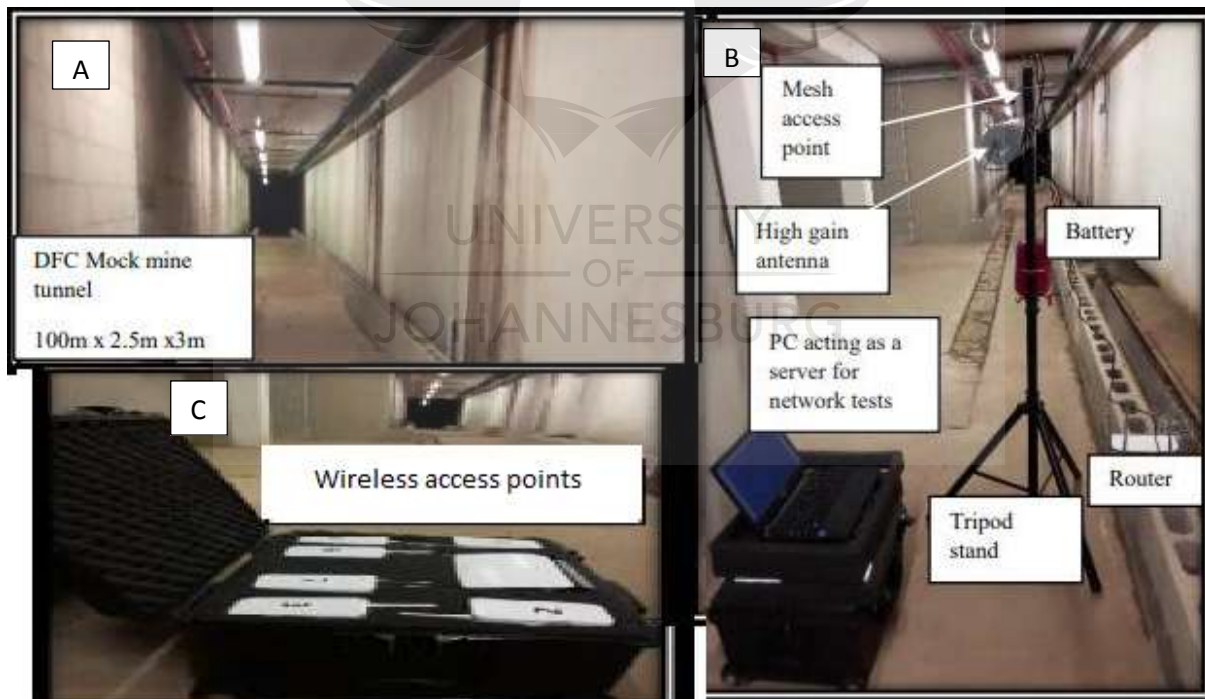 A
DFC Mock mine
tunnel
100m x 2.5m x3m
B
Mesh
access
point
High gain
antenna
Battery
PC acting as a
server for
network tests
Router
Tripod
stand
C
Wireless access points
UNIVERSITY
OF
JOHANNESBURG